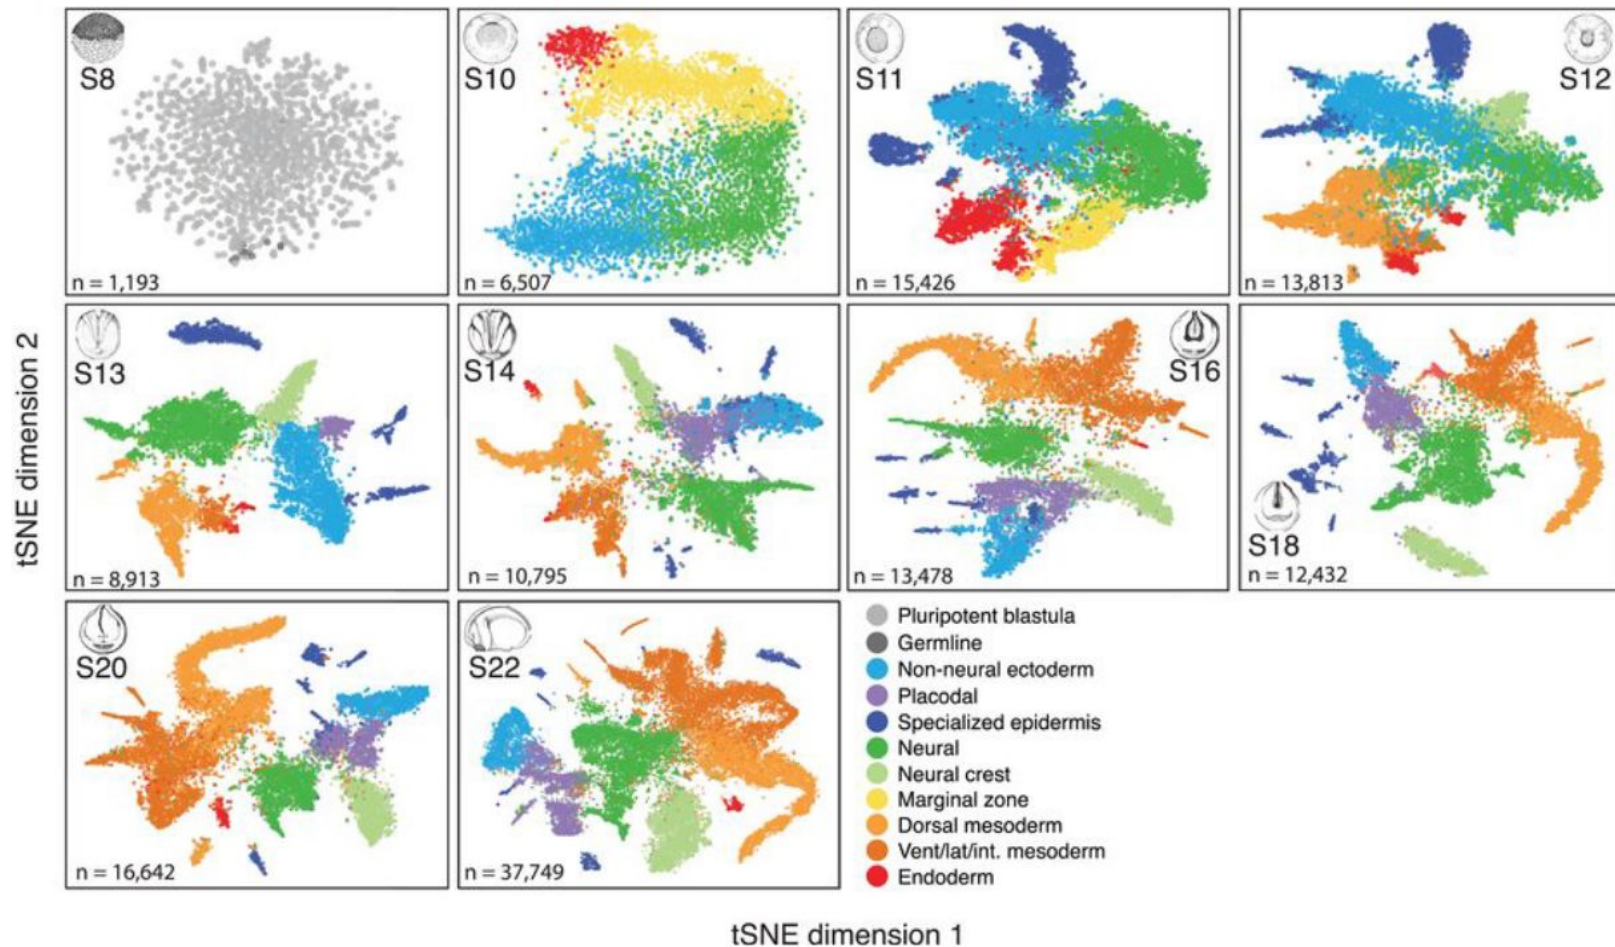 S8
n = 1,193
S10
n = 6,507
S11
n = 15,426
S12
n = 13,813
S13
n = 8,913
S14
n = 10,795
S16
n = 13,478
S18
n = 12,432
S20
n = 16,642
S22
n = 37,749
Pluripotent blastula
Germline
Non-neural ectoderm
Placodal
Specialized epidermis
Neural
Neural crest
Marginal zone
Dorsal mesoderm
Vent/lat/int. mesoderm
Endoderm
tSNE dimension 2
tSNE dimension 1